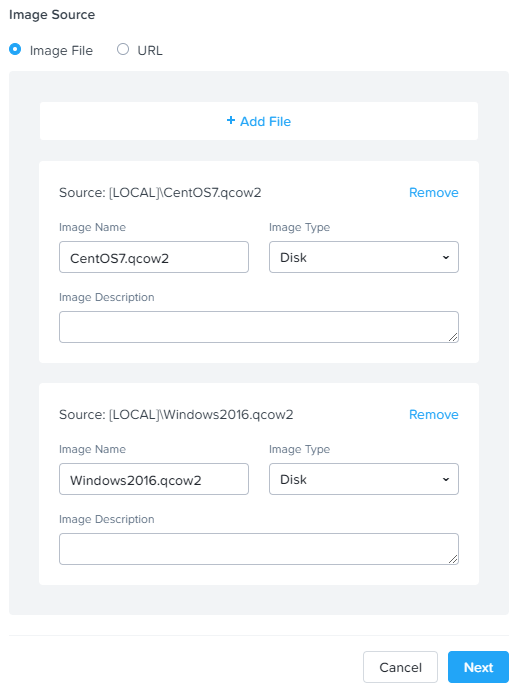 Image Source
Image File URL
+ Add File
Source: [LOCAL]\CentOS7.qcow2 Remove
Image Name Image Type
CentOS7.qcow2 Disk
Image Description
Source: [LOCAL]\Windows2016.qcow2 Remove
Image Name Image Type
Windows2016.qcow2 Disk
Image Description
Cancel Next